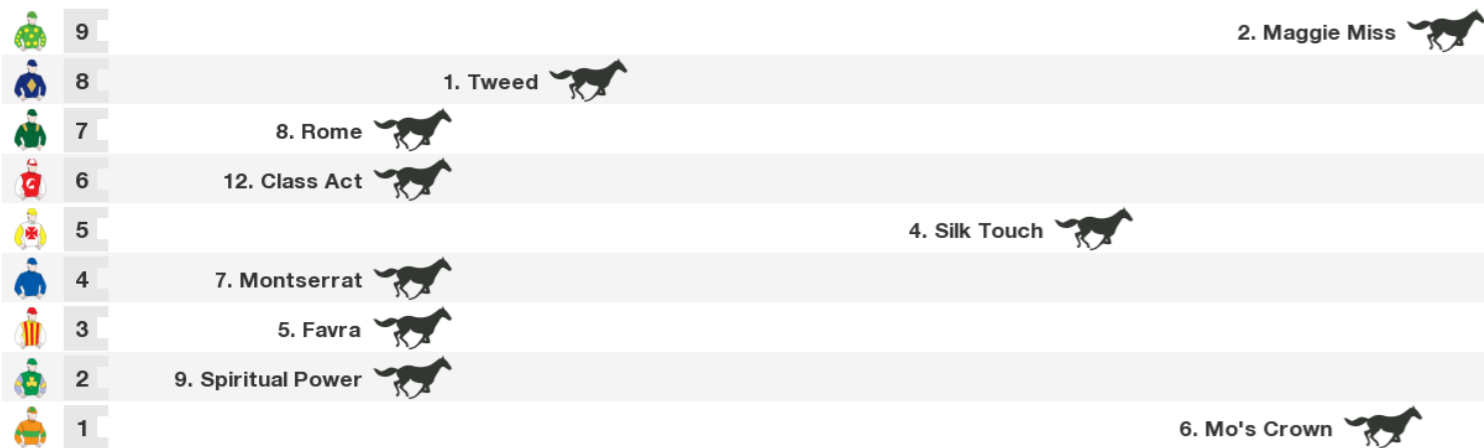 9 2. Maggie Miss
8 1. Tweed
7 8. Rome
6 12. Class Act
5 4. Silk Touch
4 7. Montserrat
3 5. Favra
2 9. Spiritual Power
1 6. Mo's Crown